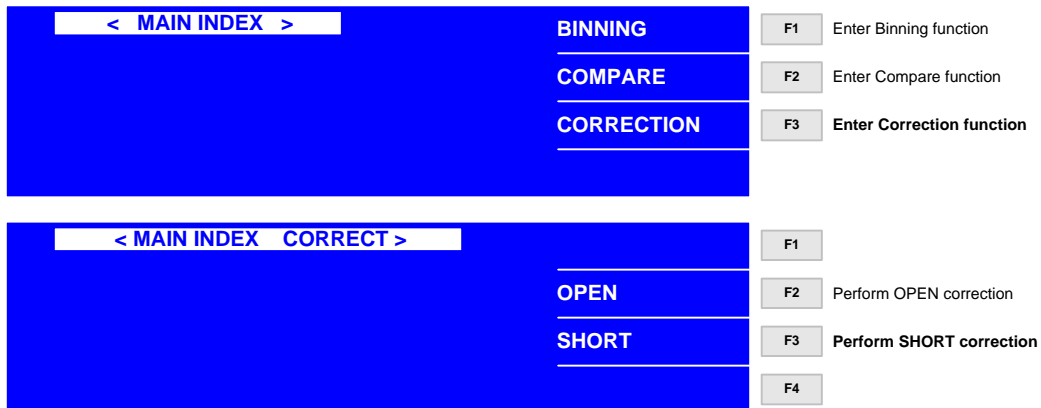 < MAIN INDEX >
BINNING F1 Enter Binning function
COMPARE F2 Enter Compare function
CORRECTION F3 Enter Correction function
< MAIN INDEX CORRECT >
F1
OPEN F2 Perform OPEN correction
SHORT F3 Perform SHORT correction
F4